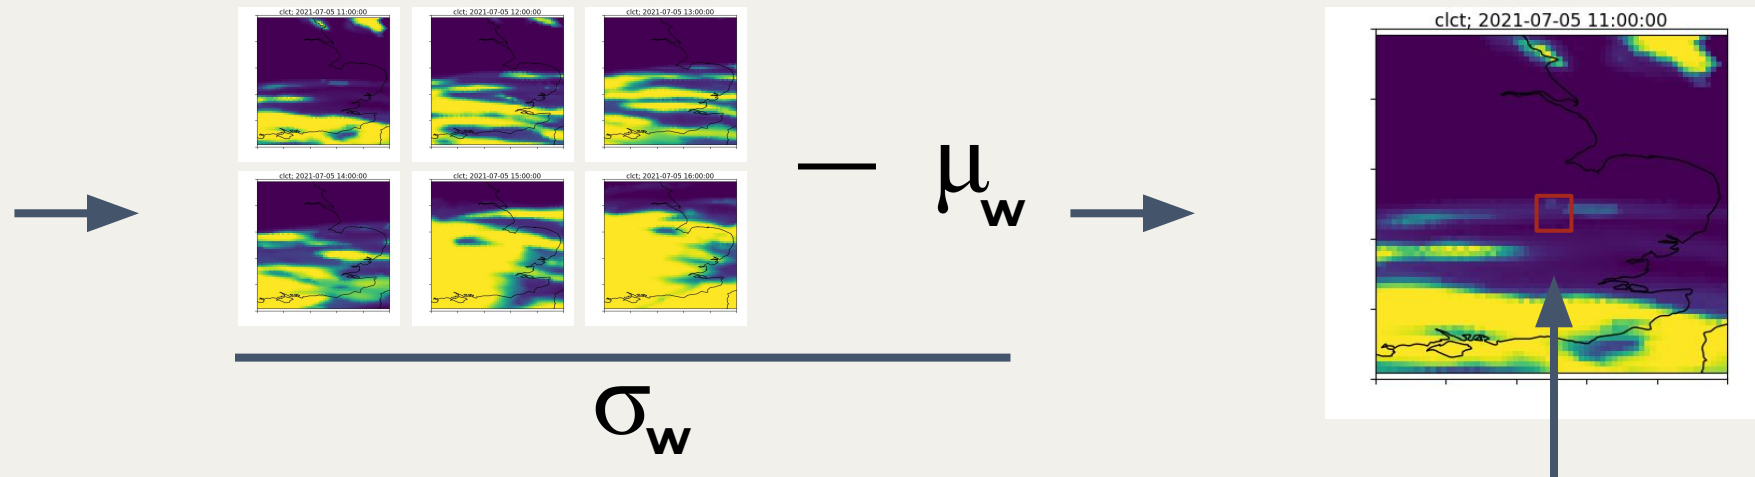 clct; 2021-07-05 11:00:00
clct; 2021-07-05 12:00:00
clct; 2021-07-05 13:00:00
clct; 2021-07-05 14:00:00
clct; 2021-07-05 15:00:00
clct; 2021-07-05 16:00:00
— μw
σw
clct; 2021-07-05 11:00:00